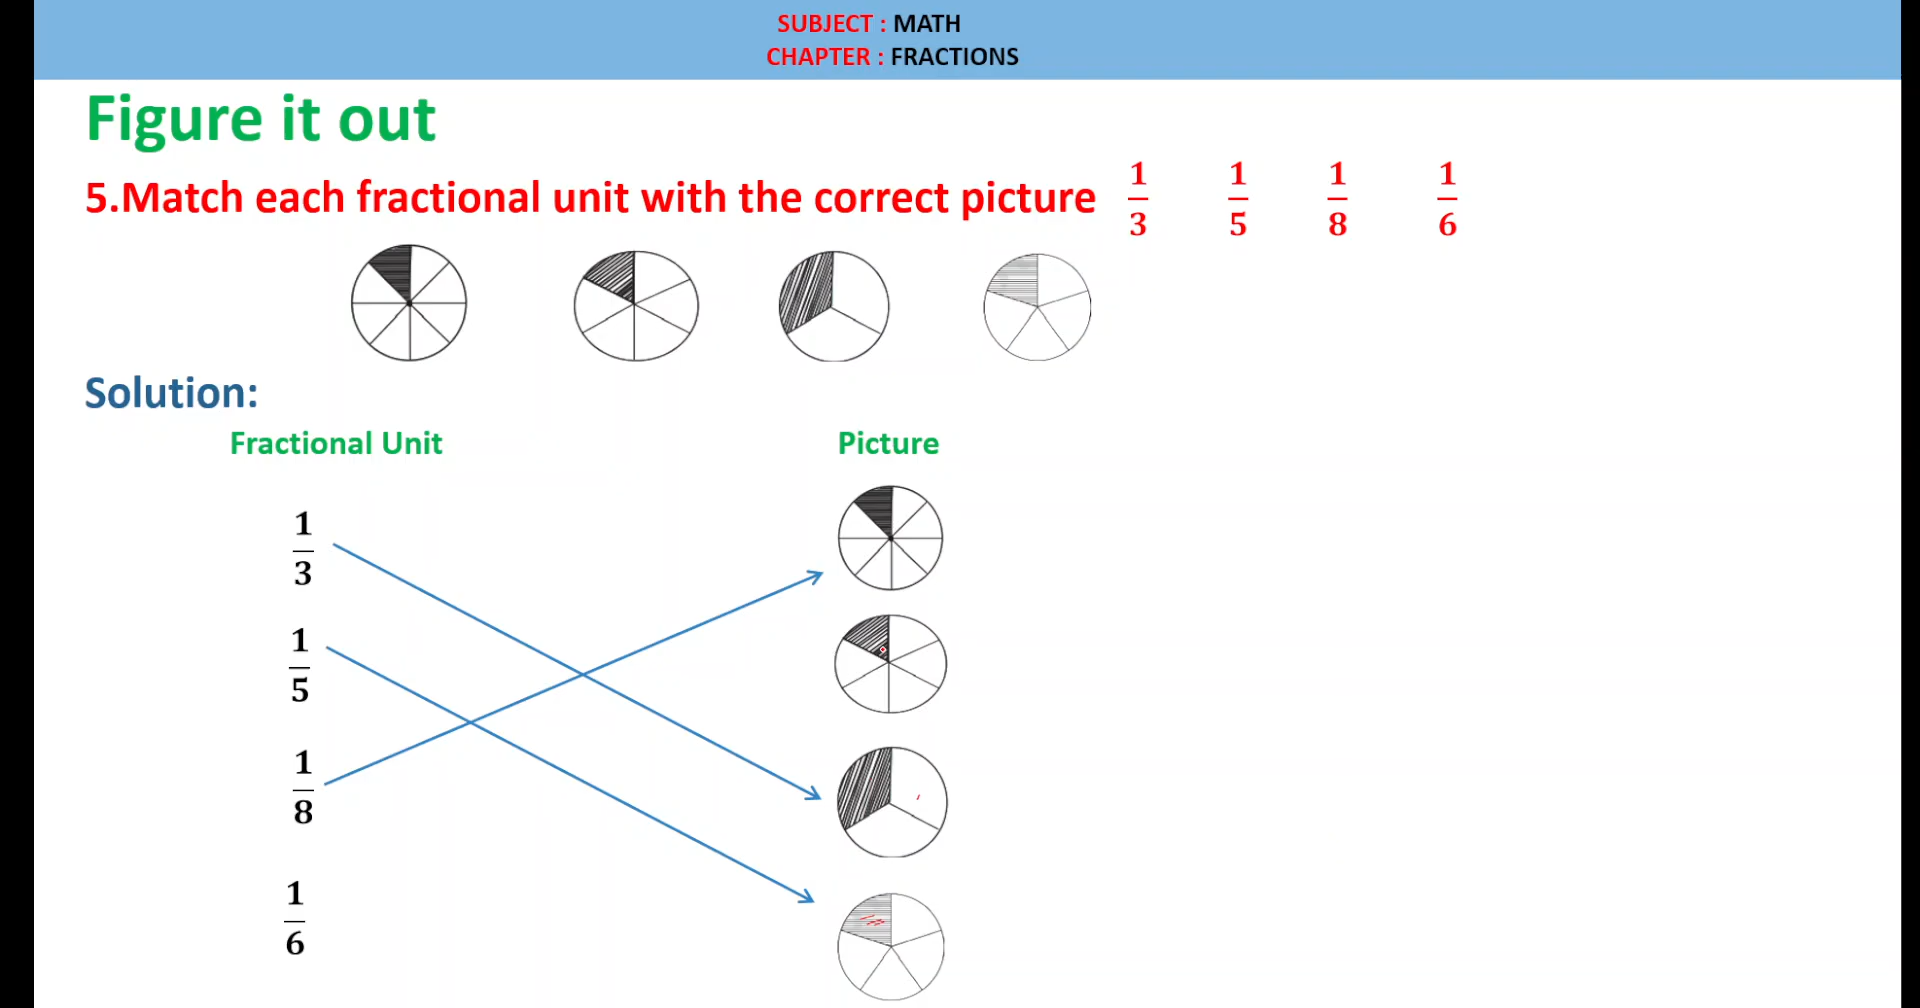 SUBJECT : MATH
CHAPTER : FRACTIONS
Figure it out
5.Match each fractional unit with the correct picture 1/3 1/5 1/8 1/6
Solution:
Fractional Unit Picture
1/3
1/5
1/8
1/6